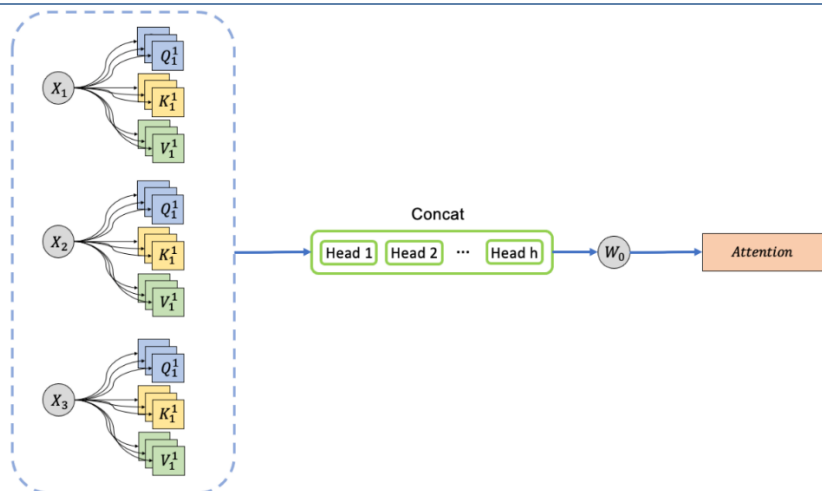 X₁
Q₁¹
K₁¹
V₁¹
X₂
Q₁¹
K₁¹
V₁¹
X₃
Q₁¹
K₁¹
V₁¹
Concat
Head 1 Head 2 ··· Head h
W₀
Attention